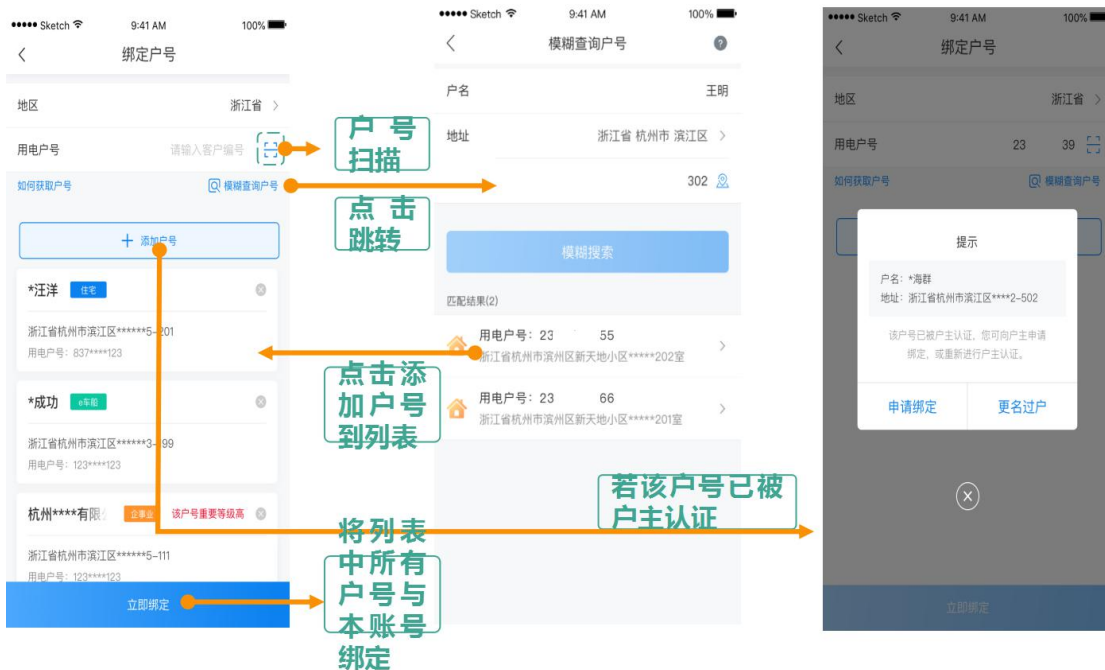 Sketch 9:41 AM 100%
绑定户号
地区 浙江省
用电户号 请输入客户编号
如何获取户号 模糊查询户号
添加户号
*汪洋 住宅
浙江省杭州市滨江区******5-201
用电户号：837****123
*成功 e车船
浙江省杭州市滨江区******3-399
用电户号：123****123
杭州****有限 企事业 该户号重要等级高
浙江省杭州市滨江区******5-111
用电户号：123****123
立即绑定
户号
扫描
点击
跳转
点击添
加户号
到列表
将列表
中所有
户号与
本账号
绑定
Sketch 9:41 AM 100%
模糊查询户号
户名 王明
地址 浙江省 杭州市 滨江区
302
模糊搜索
匹配结果(2)
用电户号：23 55
浙江省杭州市滨州区新天地小区*****202室
用电户号：23 66
浙江省杭州市滨州区新天地小区*****201室
若该户号已被
户主认证
Sketch 9:41 AM 100%
绑定户号
地区 浙江省
用电户号 23 39
如何获取户号 模糊查询户号
提示
户名：*海群
地址：浙江省杭州市滨江区****2-502
该户号已被户主认证，您可向户主申请
绑定，或重新进行户主认证。
申请绑定 更名过户
立即绑定